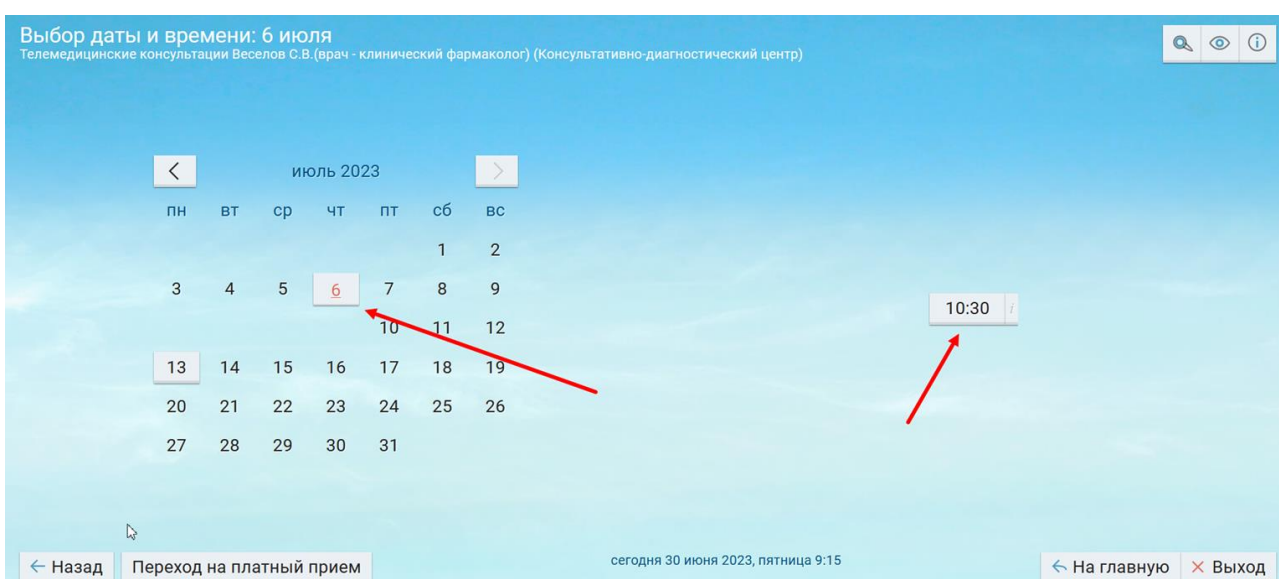 Выбор даты и времени: 6 июля
Телемедицинские консультации Веселов С.В.(врач - клинический фармаколог) (Консультативно-диагностический центр)
июль 2023
пн вт ср чт пт сб вс
1 2
3 4 5 6 7 8 9
10:30 i
10 11 12
13 14 15 16 17 18 19
20 21 22 23 24 25 26
27 28 29 30 31
сегодня 30 июня 2023, пятница 9:15
Назад Переход на платный прием На главную Выход